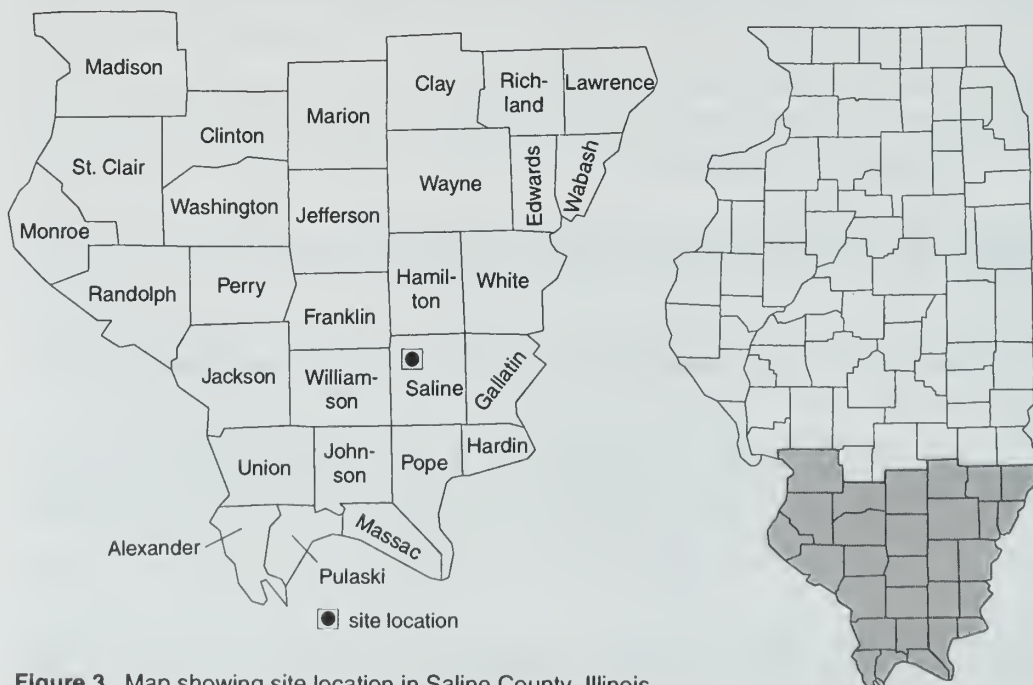 Madison
Clay
Rich-
land
Lawrence
Clinton
Marion
St. Clair
Wayne
Edwards
Wabash
Washington
Jefferson
Monroe
Randolph
Perry
Hamil-
ton
White
Franklin
Jackson
William-
son
Saline
Gallatin
Union
John-
son
Pope
Hardin
Massac
Alexander
Pulaski
site location
Figure 3 Map showing site location in Saline County, Illinois.